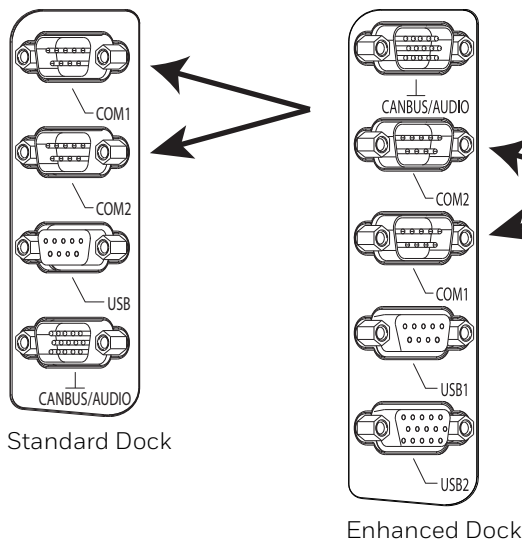 COM1
COM2
USB
CANBUS/AUDIO
Standard Dock
CANBUS/AUDIO
COM2
COM1
USB1
USB2
Enhanced Dock